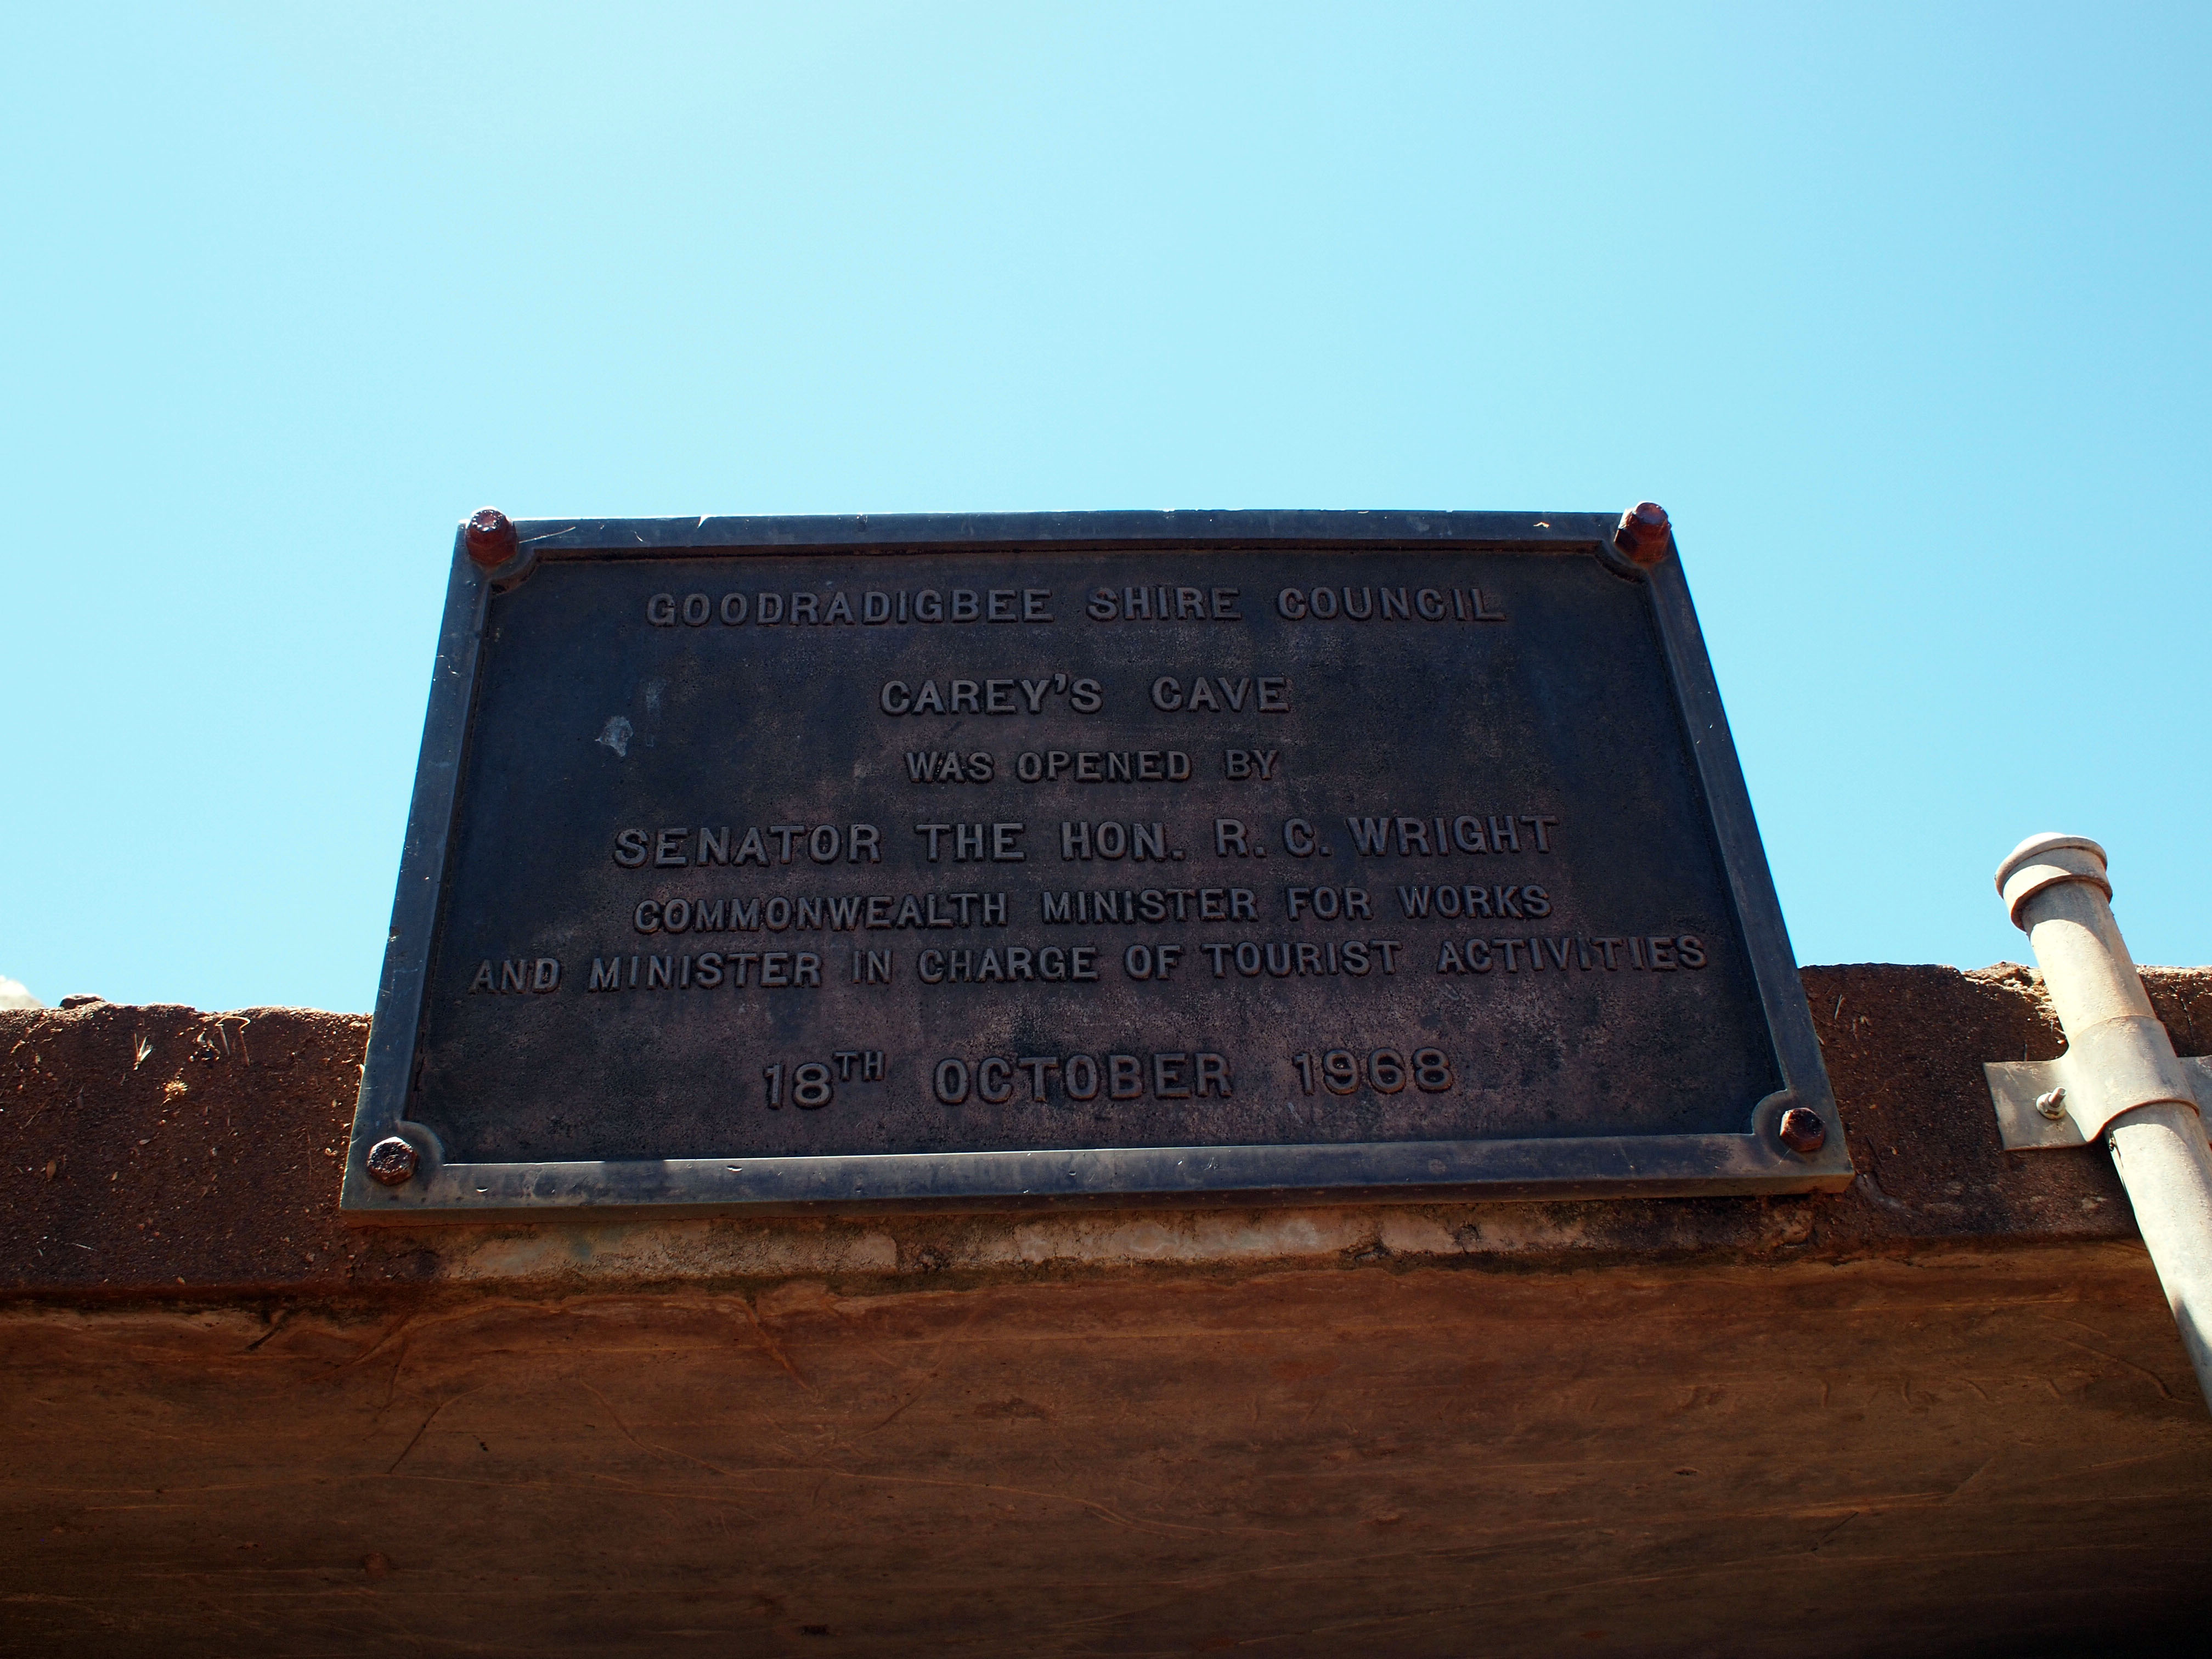 GOODRADIGBEE SHIRE COUNCIL
CAREY'S CAVE
WAS OPENED BY
SENATOR THE HON. R. C. WRIGHT
COMMONWEALTH MINISTER FOR WORKS
AND MINISTER IN CHARGE OF TOURIST ACTIVITIES
18TH OCTOBER 1968